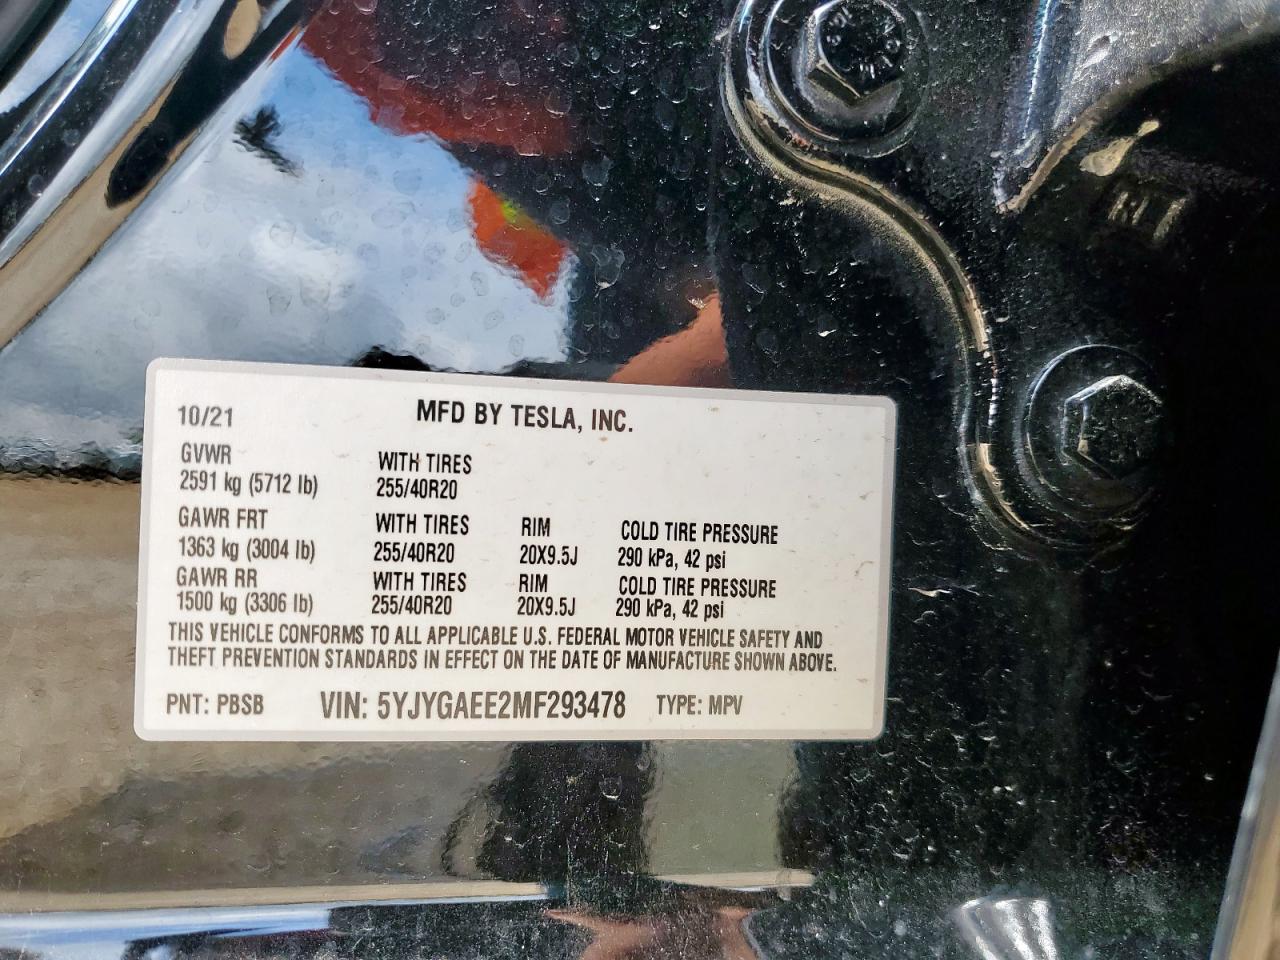 10/21 MFD BY TESLA, INC.
GVWR WITH TIRES
2591 kg (5712 lb) 255/40R20
GAWR FRT WITH TIRES RIM COLD TIRE PRESSURE
1363 kg (3004 lb) 255/40R20 20X9.5J 290 kPa, 42 psi
GAWR RR WITH TIRES RIM COLD TIRE PRESSURE
1500 kg (3306 lb) 255/40R20 20X9.5J 290 kPa, 42 psi
THIS VEHICLE CONFORMS TO ALL APPLICABLE U.S. FEDERAL MOTOR VEHICLE SAFETY AND
THEFT PREVENTION STANDARDS IN EFFECT ON THE DATE OF MANUFACTURE SHOWN ABOVE.
PNT: PBSB VIN: 5YJYGAEE2MF293478 TYPE: MPV